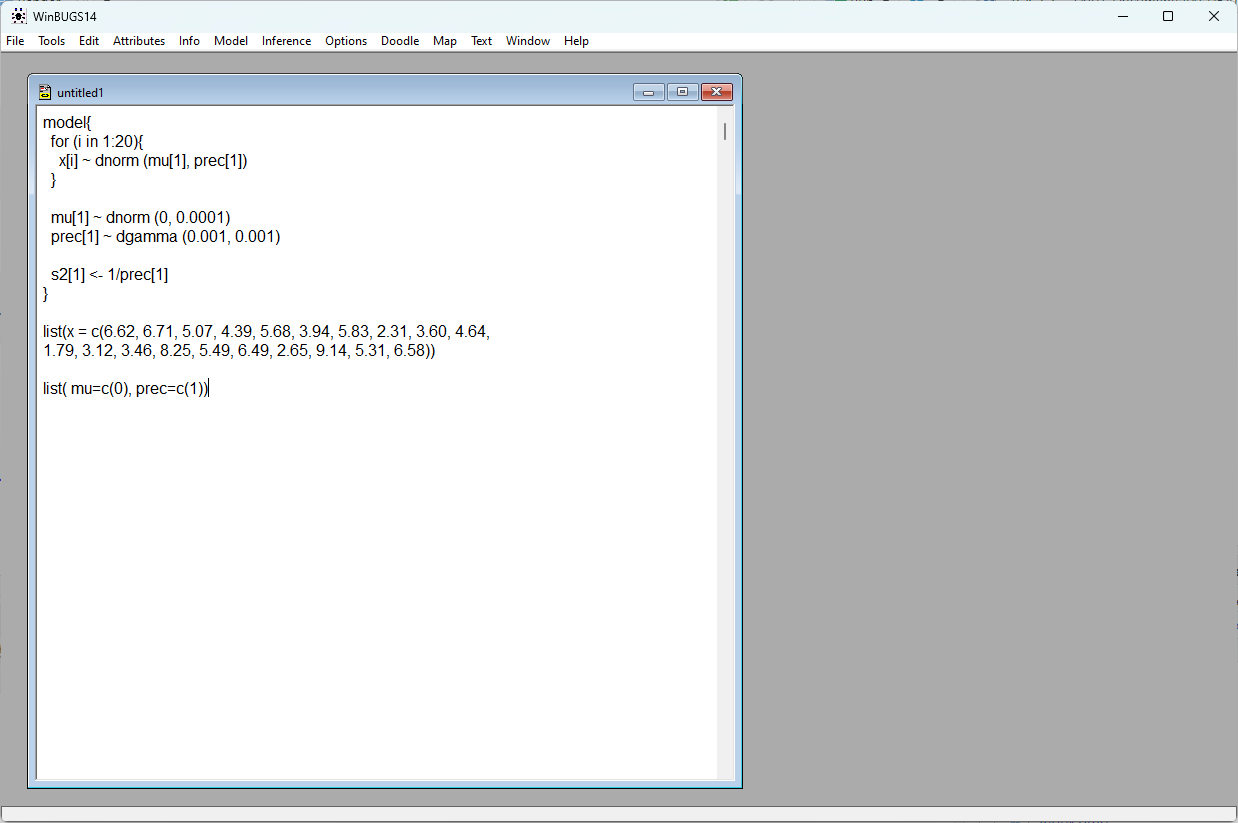 WinBUGS14
File Tools Edit Attributes Info Model Inference Options Doodle Map Text Window Help
untitled1
model{
for (i in 1:20){
x[i] ~ dnorm (mu[1], prec[1])
}
mu[1] ~ dnorm (0, 0.0001)
prec[1] ~ dgamma (0.001, 0.001)
s2[1] <- 1/prec[1]
}
list(x = c(6.62, 6.71, 5.07, 4.39, 5.68, 3.94, 5.83, 2.31, 3.60, 4.64,
1.79, 3.12, 3.46, 8.25, 5.49, 6.49, 2.65, 9.14, 5.31, 6.58))
list( mu=c(0), prec=c(1))